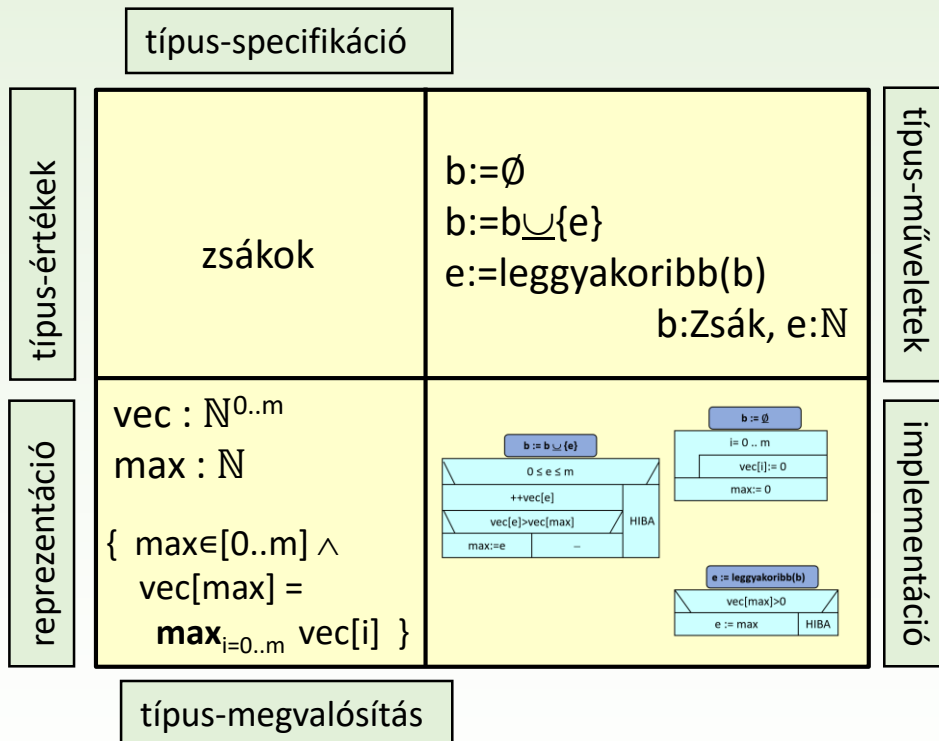 típus-specifikáció
típus-értékek
zsákok
b:=∅
b:=b⊍{e}
e:=leggyakoribb(b)
b:Zsák, e:ℕ
típus-műveletek
reprezentáció
vec : ℕ0..m
max : ℕ
{ max∈[0..m] ∧
vec[max] =
max i=0..m vec[i] }
b := b ⊍ {e}
0 ≤ e ≤ m
++vec[e]
HIBA
vec[e]>vec[max]
max:=e
–
b := ∅
i= 0 .. m
vec[i]:= 0
max:= 0
e := leggyakoribb(b)
vec[max]>0
e := max
HIBA
implementáció
típus-megvalósítás